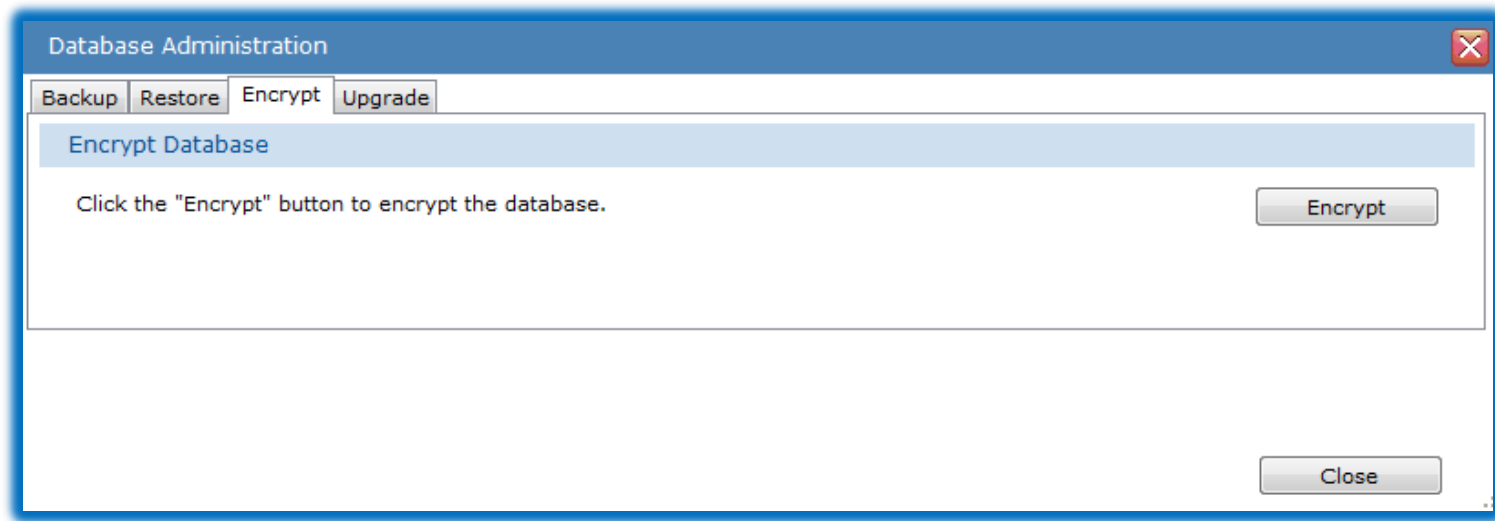 Database Administration
Backup Restore Encrypt Upgrade
Encrypt Database
Click the "Encrypt" button to encrypt the database. Encrypt
Close